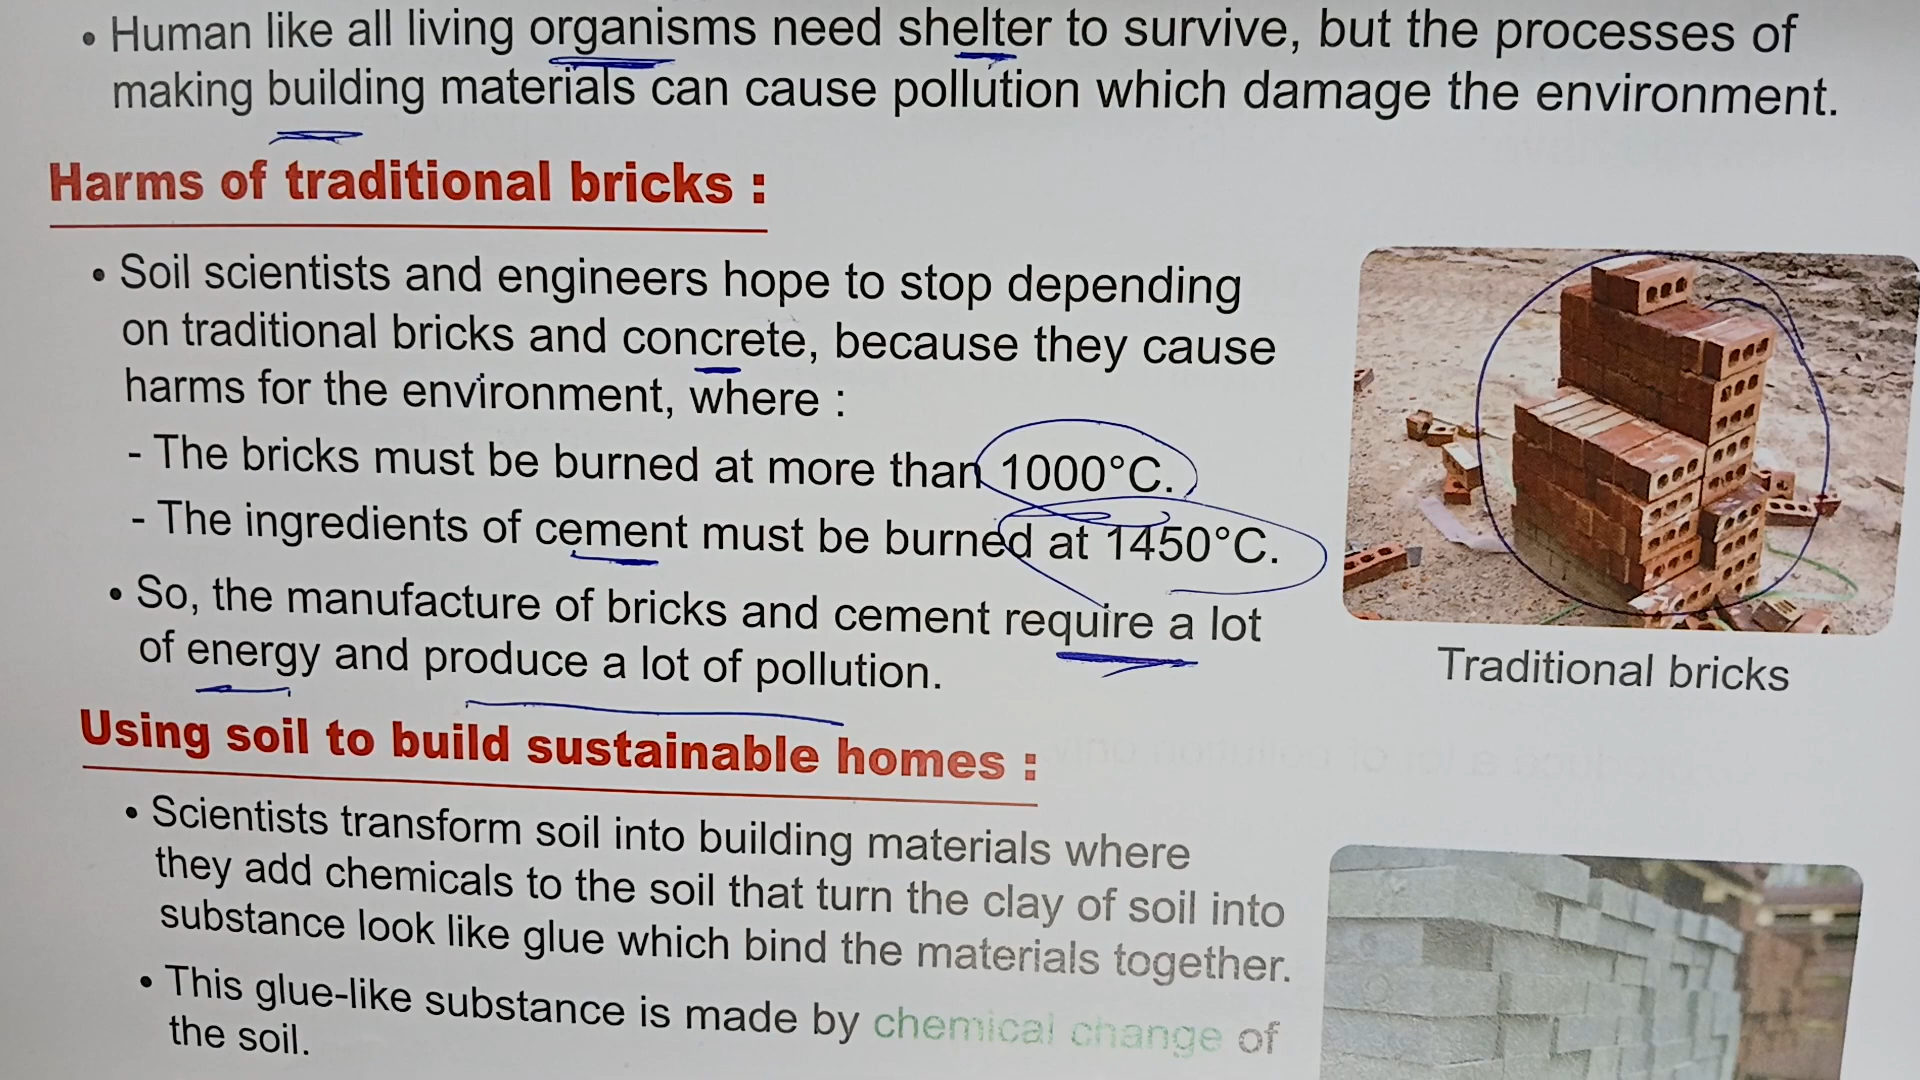 • Human like all living organisms need shelter to survive, but the processes of
making building materials can cause pollution which damage the environment.
Harms of traditional bricks :
• Soil scientists and engineers hope to stop depending
on traditional bricks and concrete, because they cause
harms for the environment, where :
- The bricks must be burned at more than 1000°C.
- The ingredients of cement must be burned at 1450°C.
• So, the manufacture of bricks and cement require a lot
of energy and produce a lot of pollution.
Traditional bricks
Using soil to build sustainable homes :
• Scientists transform soil into building materials where
they add chemicals to the soil that turn the clay of soil into
substance look like glue which bind the materials together.
• This glue-like substance is made by chemical change of
the soil.